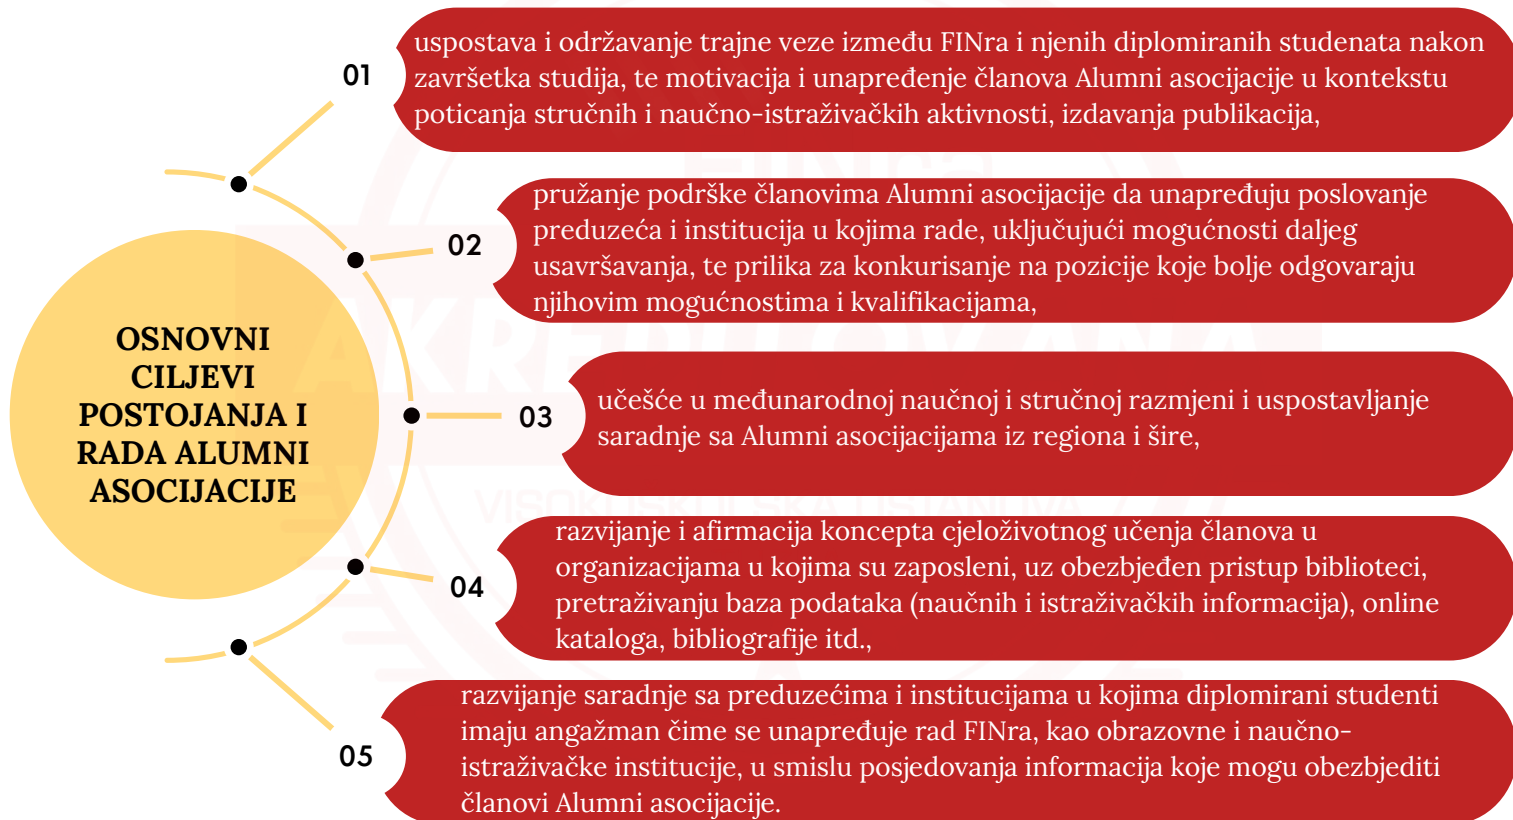 OSNOVNI
CILJEVI
POSTOJANJA I
RADA ALUMNI
ASOCIJACIJE
01
uspostava i održavanje trajne veze između FINra i njenih diplomiranih studenata nakon
završetka studija, te motivacija i unapređenje članova Alumni asocijacije u kontekstu
poticanja stručnih i naučno-istraživačkih aktivnosti, izdavanja publikacija,
02
pružanje podrške članovima Alumni asocijacije da unapređuju poslovanje
preduzeća i institucija u kojima rade, uključujući mogućnosti daljeg
usavršavanja, te prilika za konkurisanje na pozicije koje bolje odgovaraju
njihovim mogućnostima i kvalifikacijama,
03
učešće u međunarodnoj naučnoj i stručnoj razmjeni i uspostavljanje
saradnje sa Alumni asocijacijama iz regiona i šire,
04
razvijanje i afirmacija koncepta cjeloživotnog učenja članova u
organizacijama u kojima su zaposleni, uz obezbjeđen pristup biblioteci,
pretraživanju baza podataka (naučnih i istraživačkih informacija), online
kataloga, bibliografije itd.,
05
razvijanje saradnje sa preduzećima i institucijama u kojima diplomirani studenti
imaju angažman čime se unapređuje rad FINra, kao obrazovne i naučno-
istraživačke institucije, u smislu posjedovanja informacija koje mogu obezbjediti
članovi Alumni asocijacije.
FINra
AKREDITOVANA
VISOKOŠKOLSKA USTANOVA